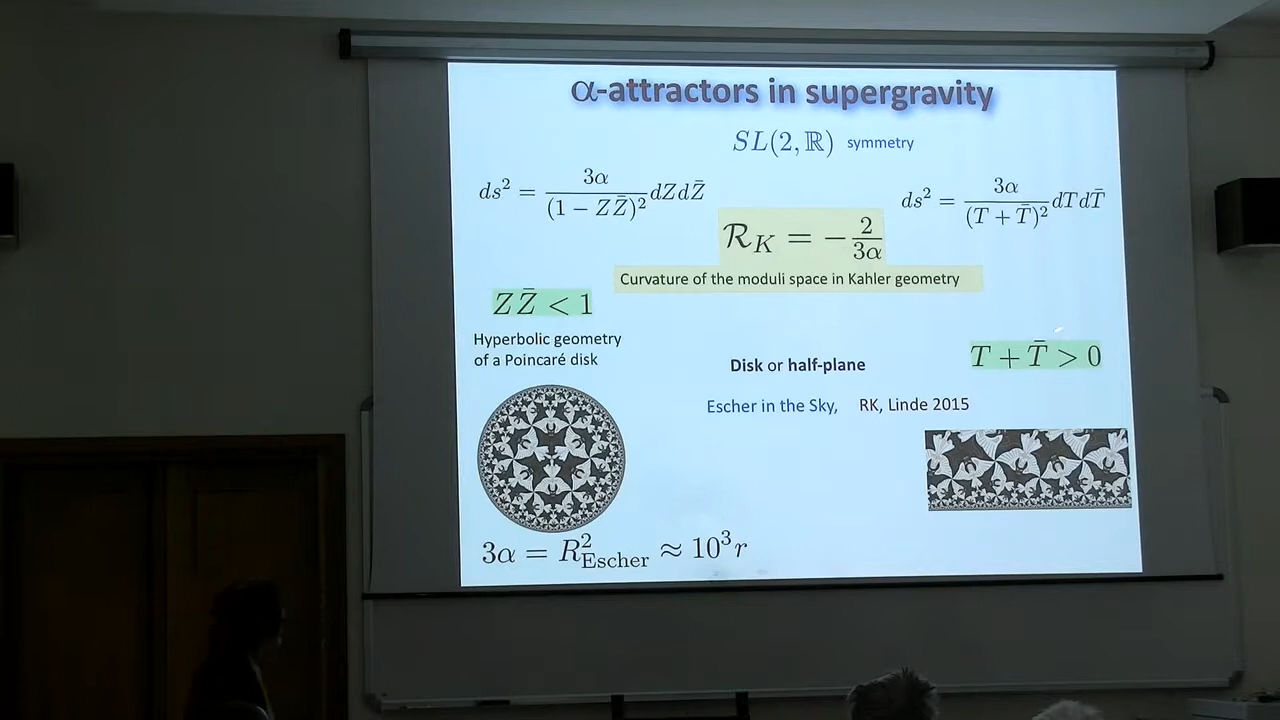 α-attractors in supergravity
SL(2,ℝ) symmetry
ds² = 3α/(1 − ZZ̄)² dZdZ̄
ds² = 3α/(T + T̄)² dTdT̄
ℛ_K = −2/3α
Curvature of the moduli space in Kahler geometry
ZZ̄ < 1
Hyperbolic geometry
of a Poincaré disk
T + T̄ > 0
Disk or half-plane
Escher in the Sky, RK, Linde 2015
3α = R²_Escher ≈ 10³r